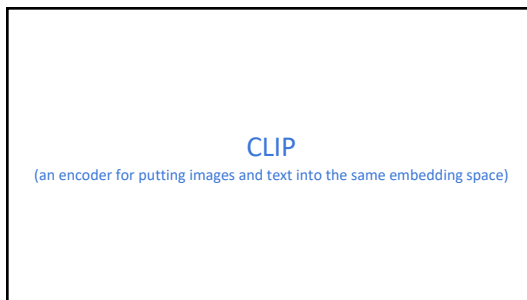 CLIP
(an encoder for putting images and text into the same embedding space)